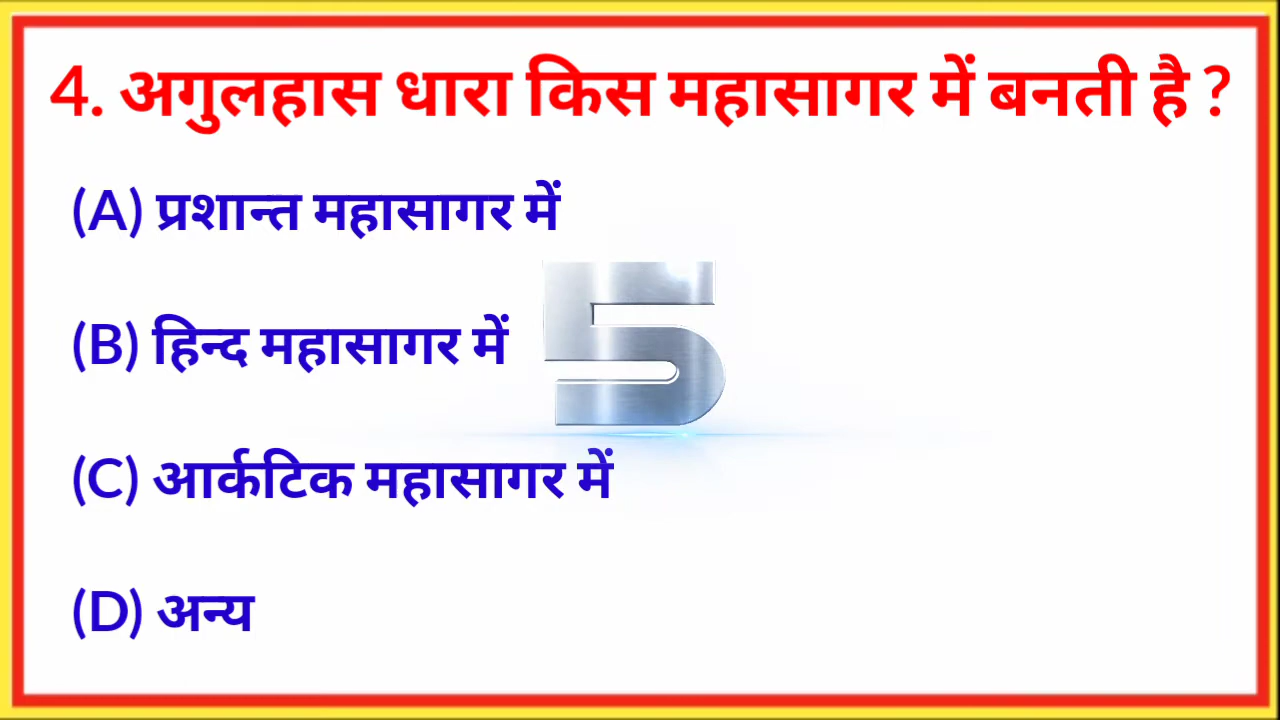 4. अगुलहास धारा किस महासागर में बनती है ?
(A) प्रशान्त महासागर में
(B) हिन्द महासागर में
5
(C) आर्कटिक महासागर में
(D) अन्य